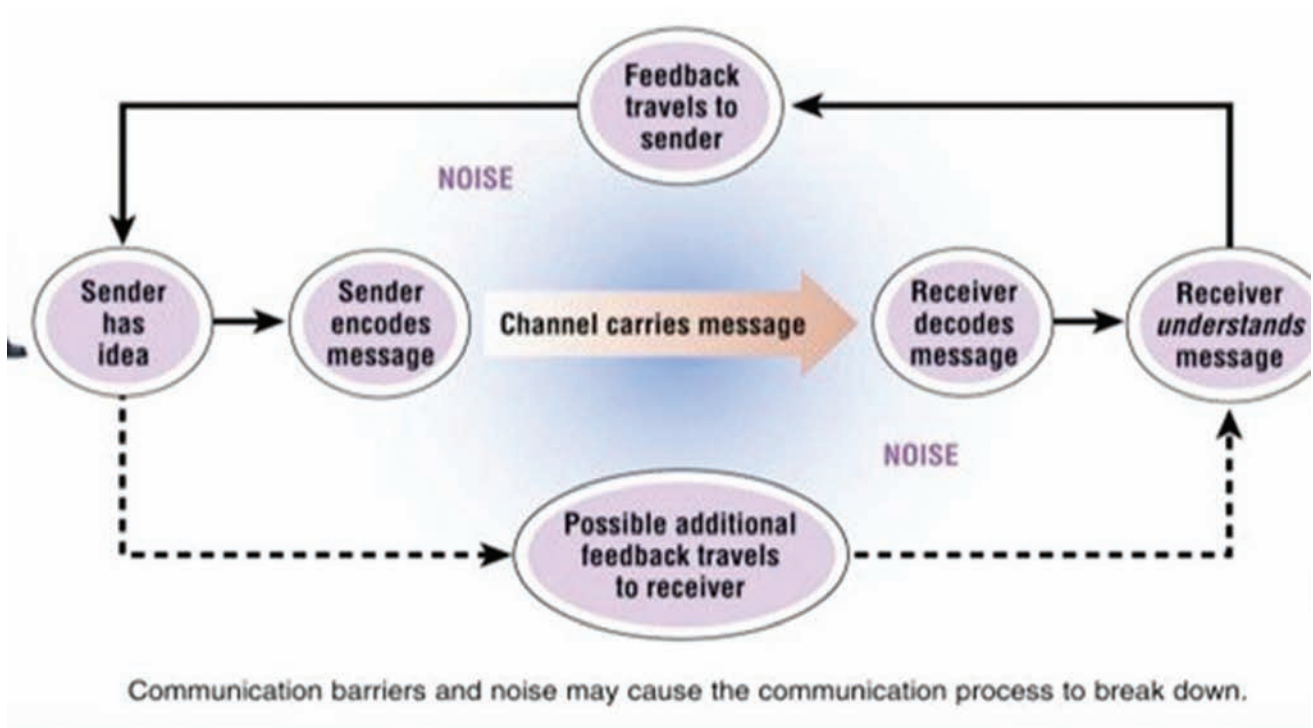 Feedback
travels to
sender
NOISE
Sender
has
idea
Sender
encodes
message
Channel carries message
Receiver
decodes
message
Receiver
understands
message
NOISE
Possible additional
feedback travels
to receiver
Communication barriers and noise may cause the communication process to break down.